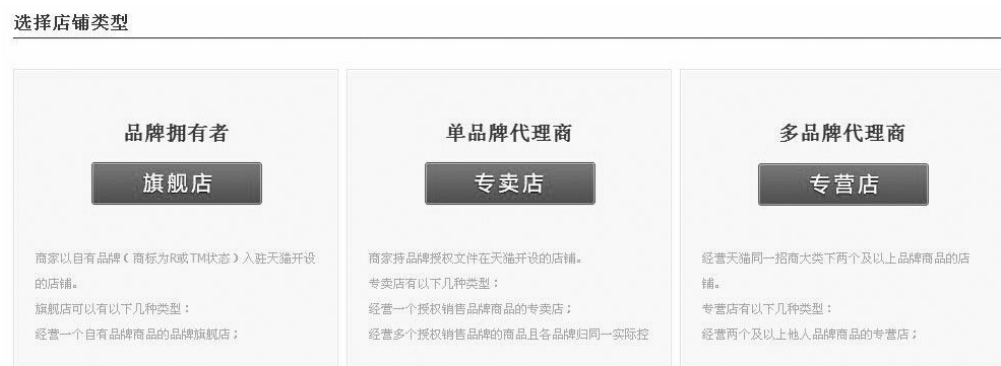 选择店铺类型
品牌拥有者
旗舰店
商家以自有品牌（商标为R或TM状态）入驻天猫开设
的店铺。
旗舰店可以有以下几种类型：
经营一个自有品牌商品的品牌旗舰店；
单品牌代理商
专卖店
商家持品牌授权文件在天猫开设的店铺。
专卖店有以下几种类型：
经营一个授权销售品牌商品的专卖店；
经营多个授权销售品牌的商品且各品牌归同一实际控
多品牌代理商
专营店
经营天猫同一招商大类下两个及以上品牌商品的店
铺。
专营店有以下几种类型：
经营两个及以上他人品牌商品的专营店；